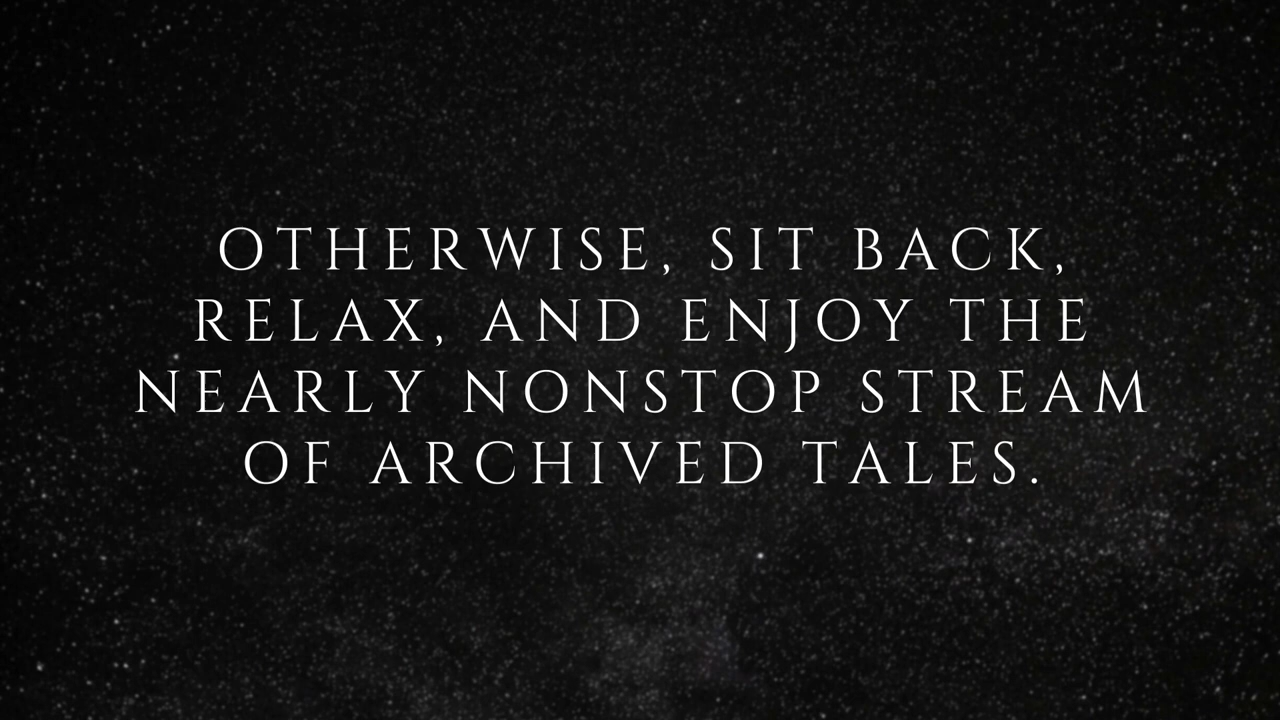 OTHERWISE, SIT BACK,
RELAX, AND ENJOY THE
NEARLY NONSTOP STREAM
OF ARCHIVED TALES.